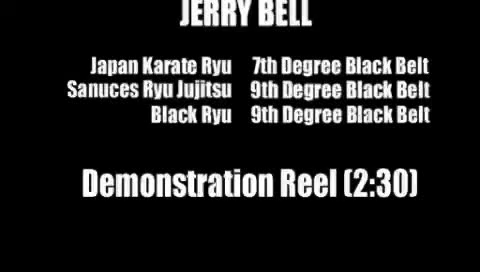 JERRY BELL
Japan Karate Ryu 7th Degree Black Belt
Sanuces Ryu Jujitsu 9th Degree Black Belt
Black Ryu 9th Degree Black Belt
Demonstration Reel (2:30)